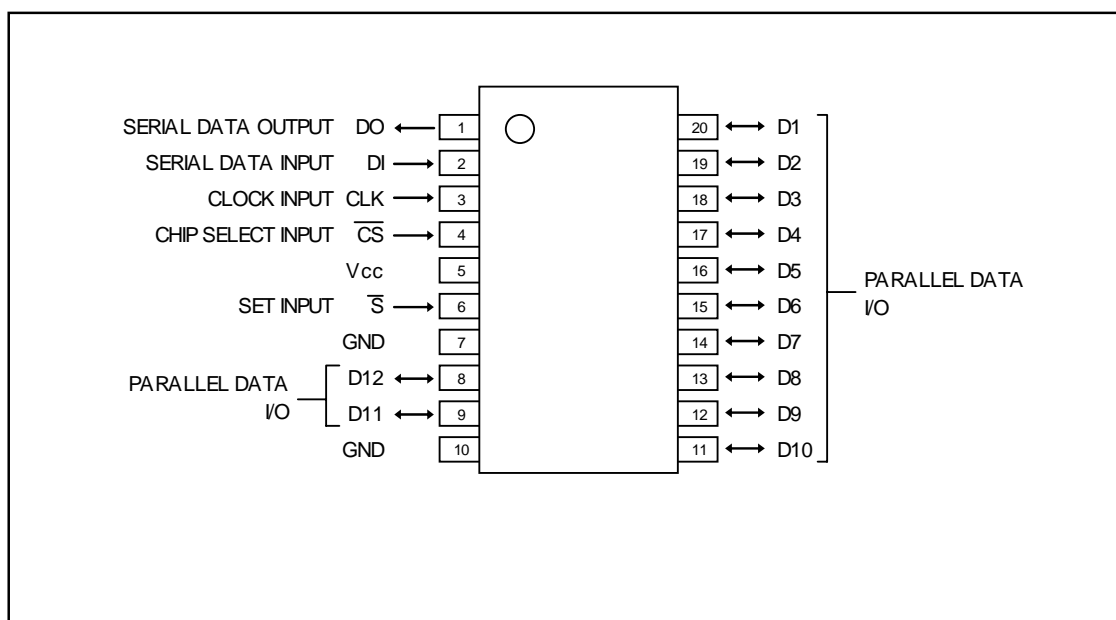 SERIAL DATA OUTPUT DO 1 20 D1
SERIAL DATA INPUT DI 2 19 D2
CLOCK INPUT CLK 3 18 D3
CHIP SELECT INPUT C̅S̅ 4 17 D4
Vcc 5 16 D5
SET INPUT S̅ 6 15 D6
GND 7 14 D7
D12 8 13 D8
D11 9 12 D9
GND 10 11 D10
PARALLEL DATA
I/O
PARALLEL DATA
I/O